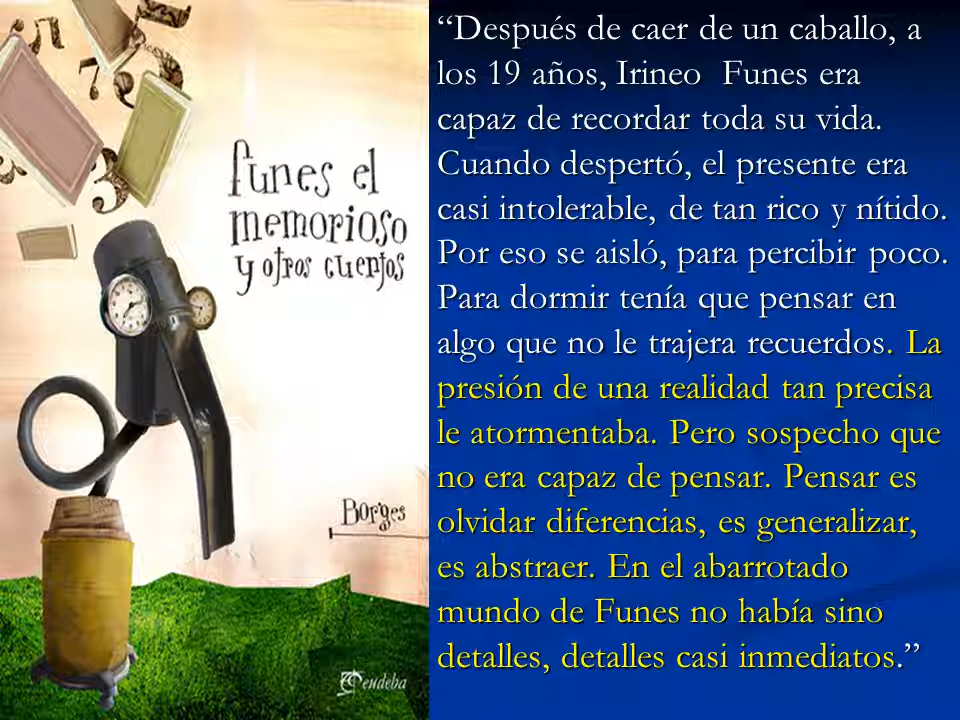 funes el
memorioso
y otros cuentos
Borges
eudeba
“Después de caer de un caballo, a
los 19 años, Irineo Funes era
capaz de recordar toda su vida.
Cuando despertó, el presente era
casi intolerable, de tan rico y nítido.
Por eso se aisló, para percibir poco.
Para dormir tenía que pensar en
algo que no le trajera recuerdos. La
presión de una realidad tan precisa
le atormentaba. Pero sospecho que
no era capaz de pensar. Pensar es
olvidar diferencias, es generalizar,
es abstraer. En el abarrotado
mundo de Funes no había sino
detalles, detalles casi inmediatos.”